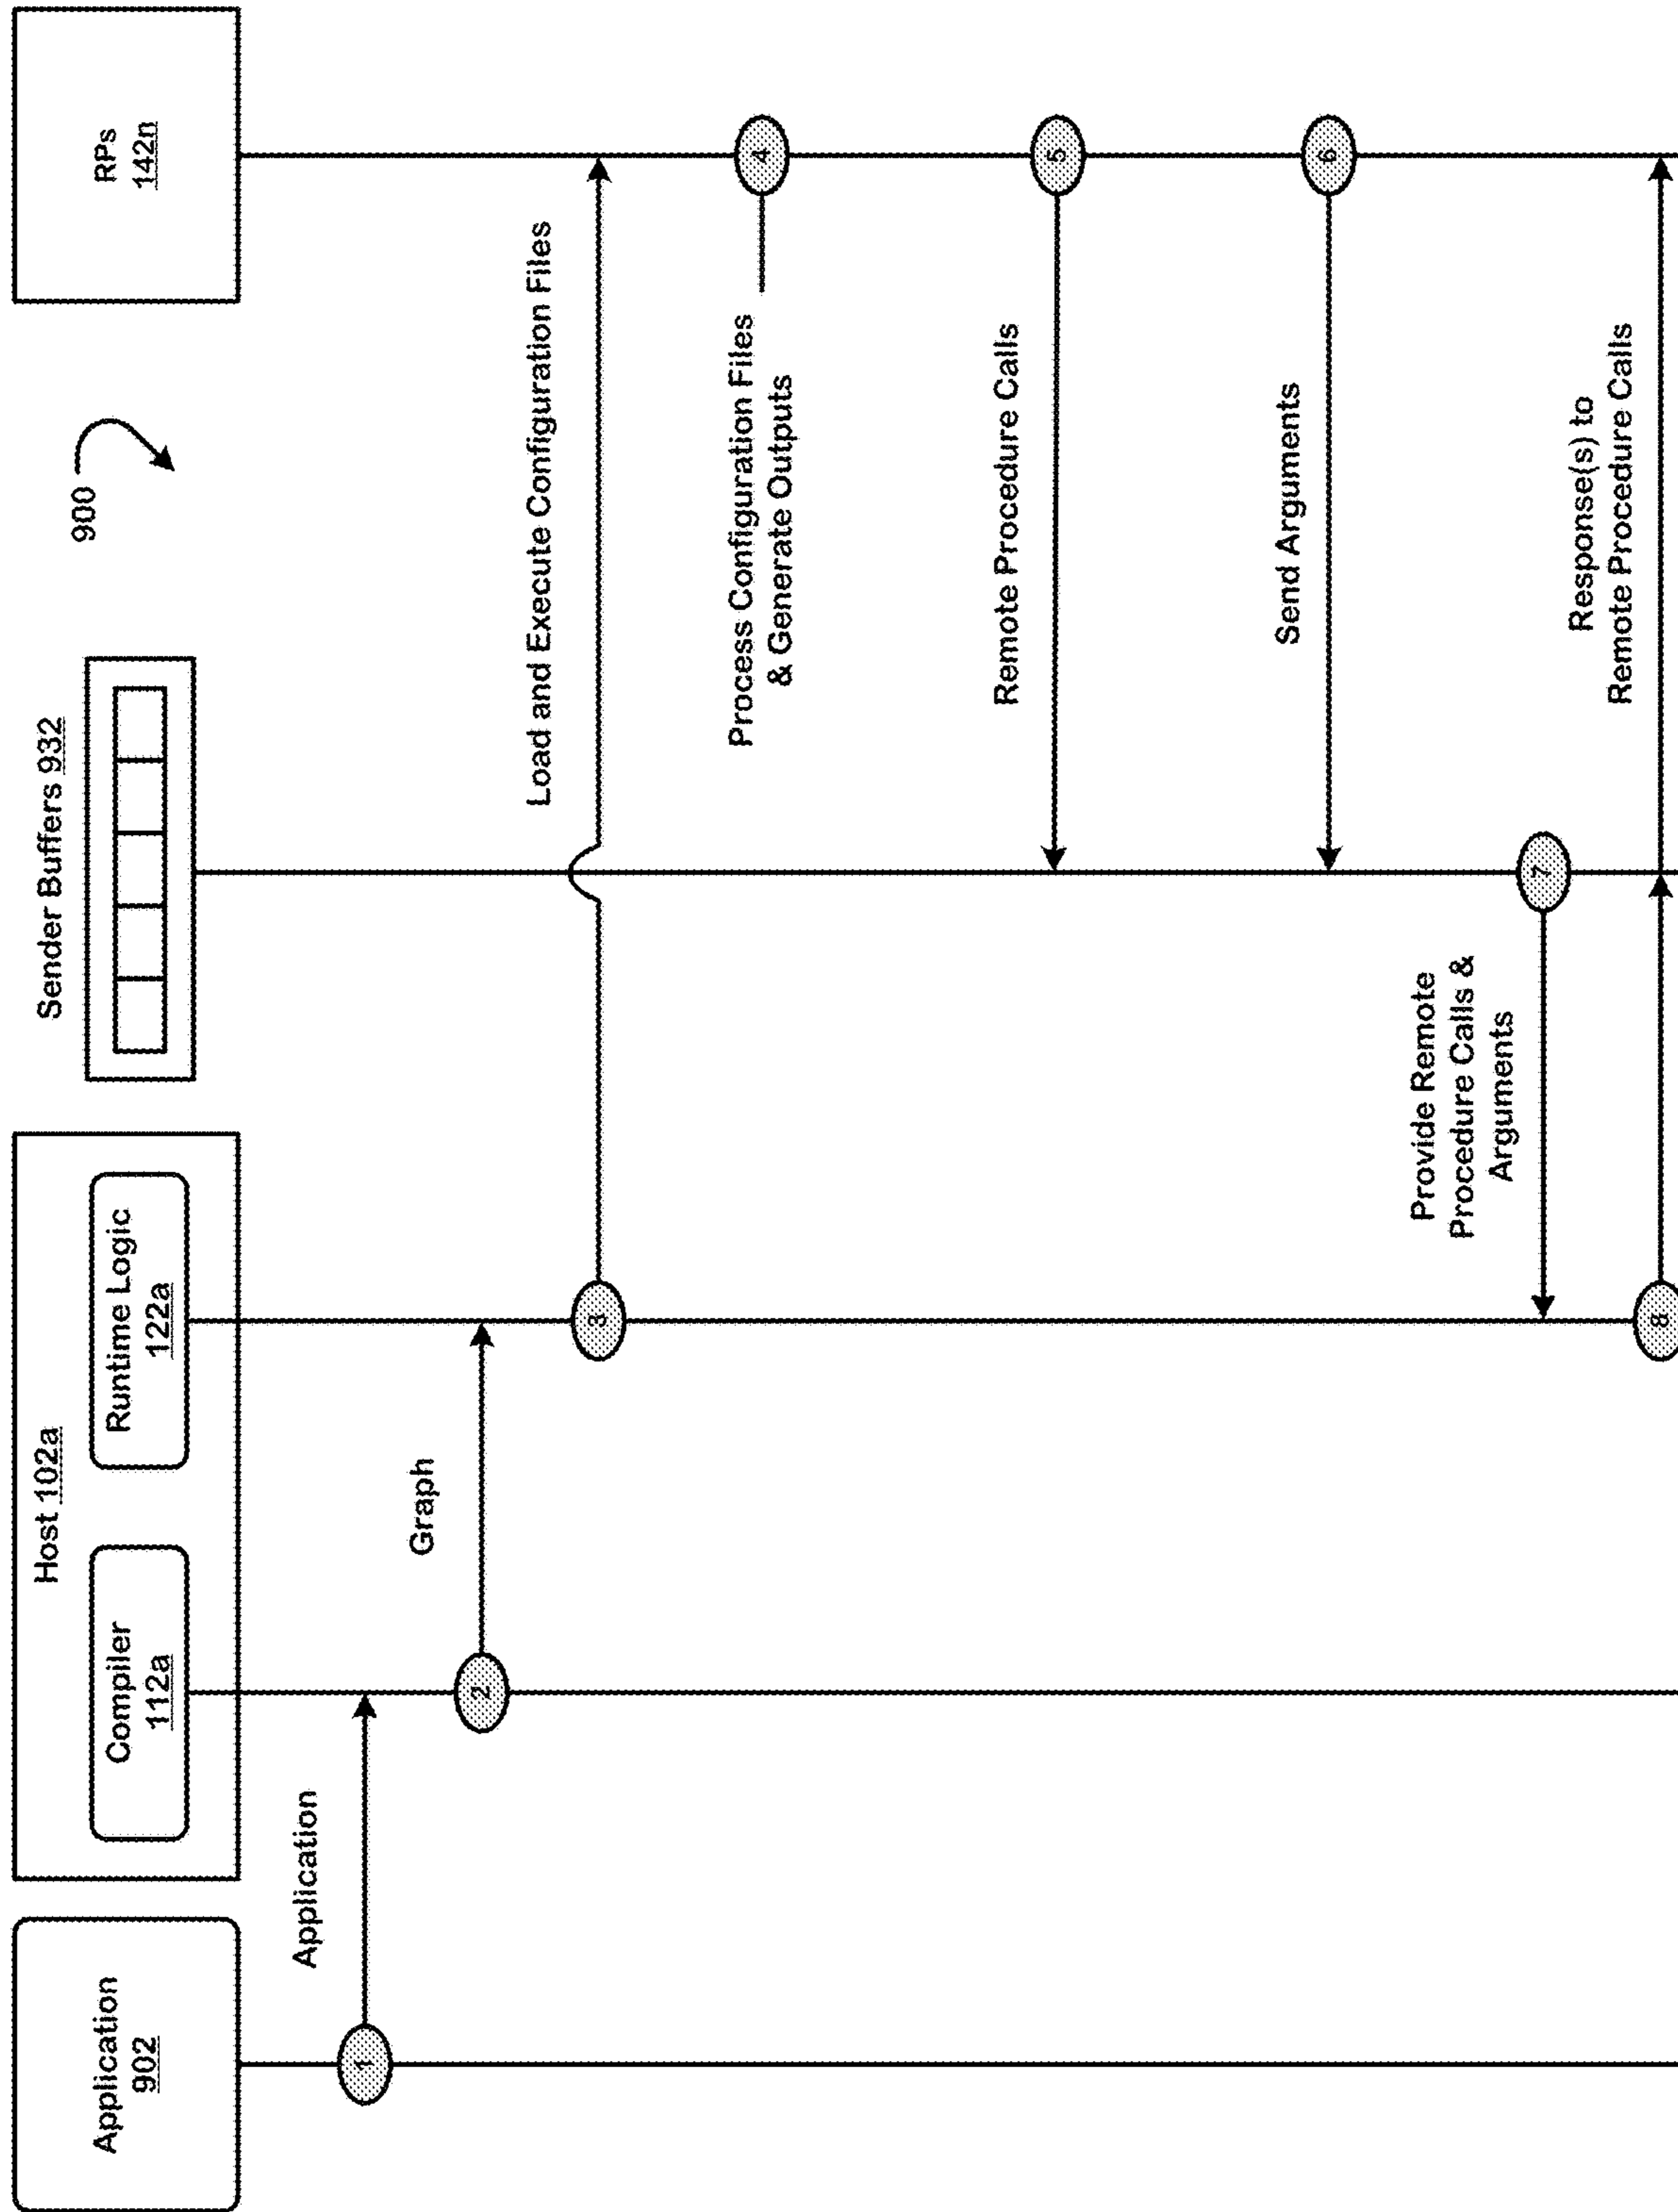 Application
902
Host 102a
Compiler
112a
Runtime Logic
122a
Sender Buffers 932
900
RPs
142n
Application
1
Graph
2
Load and Execute Configuration Files
3
4
Process Configuration Files
& Generate Outputs
Remote Procedure Calls
5
Send Arguments
6
Provide Remote
Procedure Calls &
Arguments
7
Response(s) to
Remote Procedure Calls
8